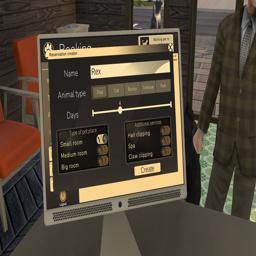 Booking
Reservation creator
Name Rex
Animal type Dog Cat
Days
4
Type of pet place
Small room
Medium room
Big room
Additional services
Hair clipping
Spa
Claw clipping
Create